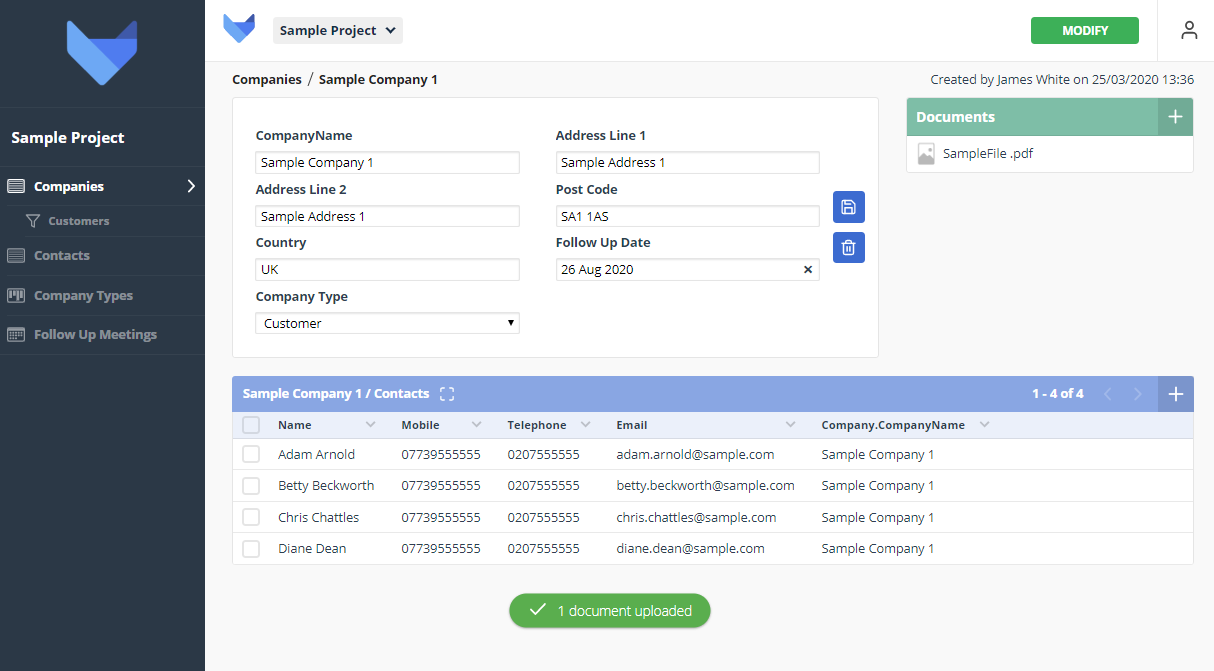 Sample Project
MODIFY
Sample Project
Companies
Customers
Contacts
Company Types
Follow Up Meetings
Companies / Sample Company 1
Created by James White on 25/03/2020 13:36
CompanyName
Address Line 1
Sample Company 1
Sample Address 1
Address Line 2
Post Code
Sample Address 1
SA1 1AS
Country
Follow Up Date
UK
26 Aug 2020
Company Type
Customer
Documents
SampleFile .pdf
Sample Company 1 / Contacts
1 - 4 of 4
Name Mobile Telephone Email Company.CompanyName
Adam Arnold 07739555555 0207555555 adam.arnold@sample.com Sample Company 1
Betty Beckworth 07739555555 0207555555 betty.beckworth@sample.com Sample Company 1
Chris Chattles 07739555555 0207555555 chris.chattles@sample.com Sample Company 1
Diane Dean 07739555555 0207555555 diane.dean@sample.com Sample Company 1
1 document uploaded